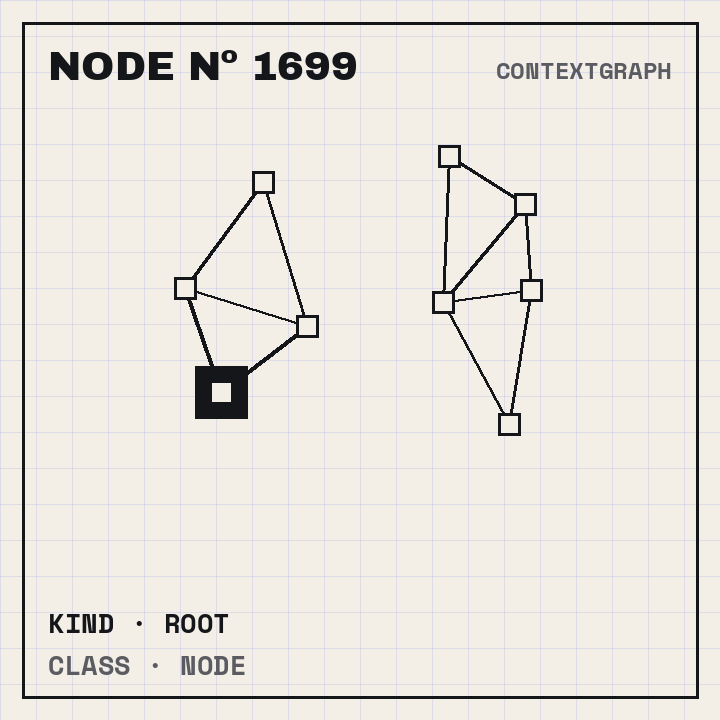 NODE Nº 1699
CONTEXTGRAPH
KIND · ROOT
CLASS · NODE